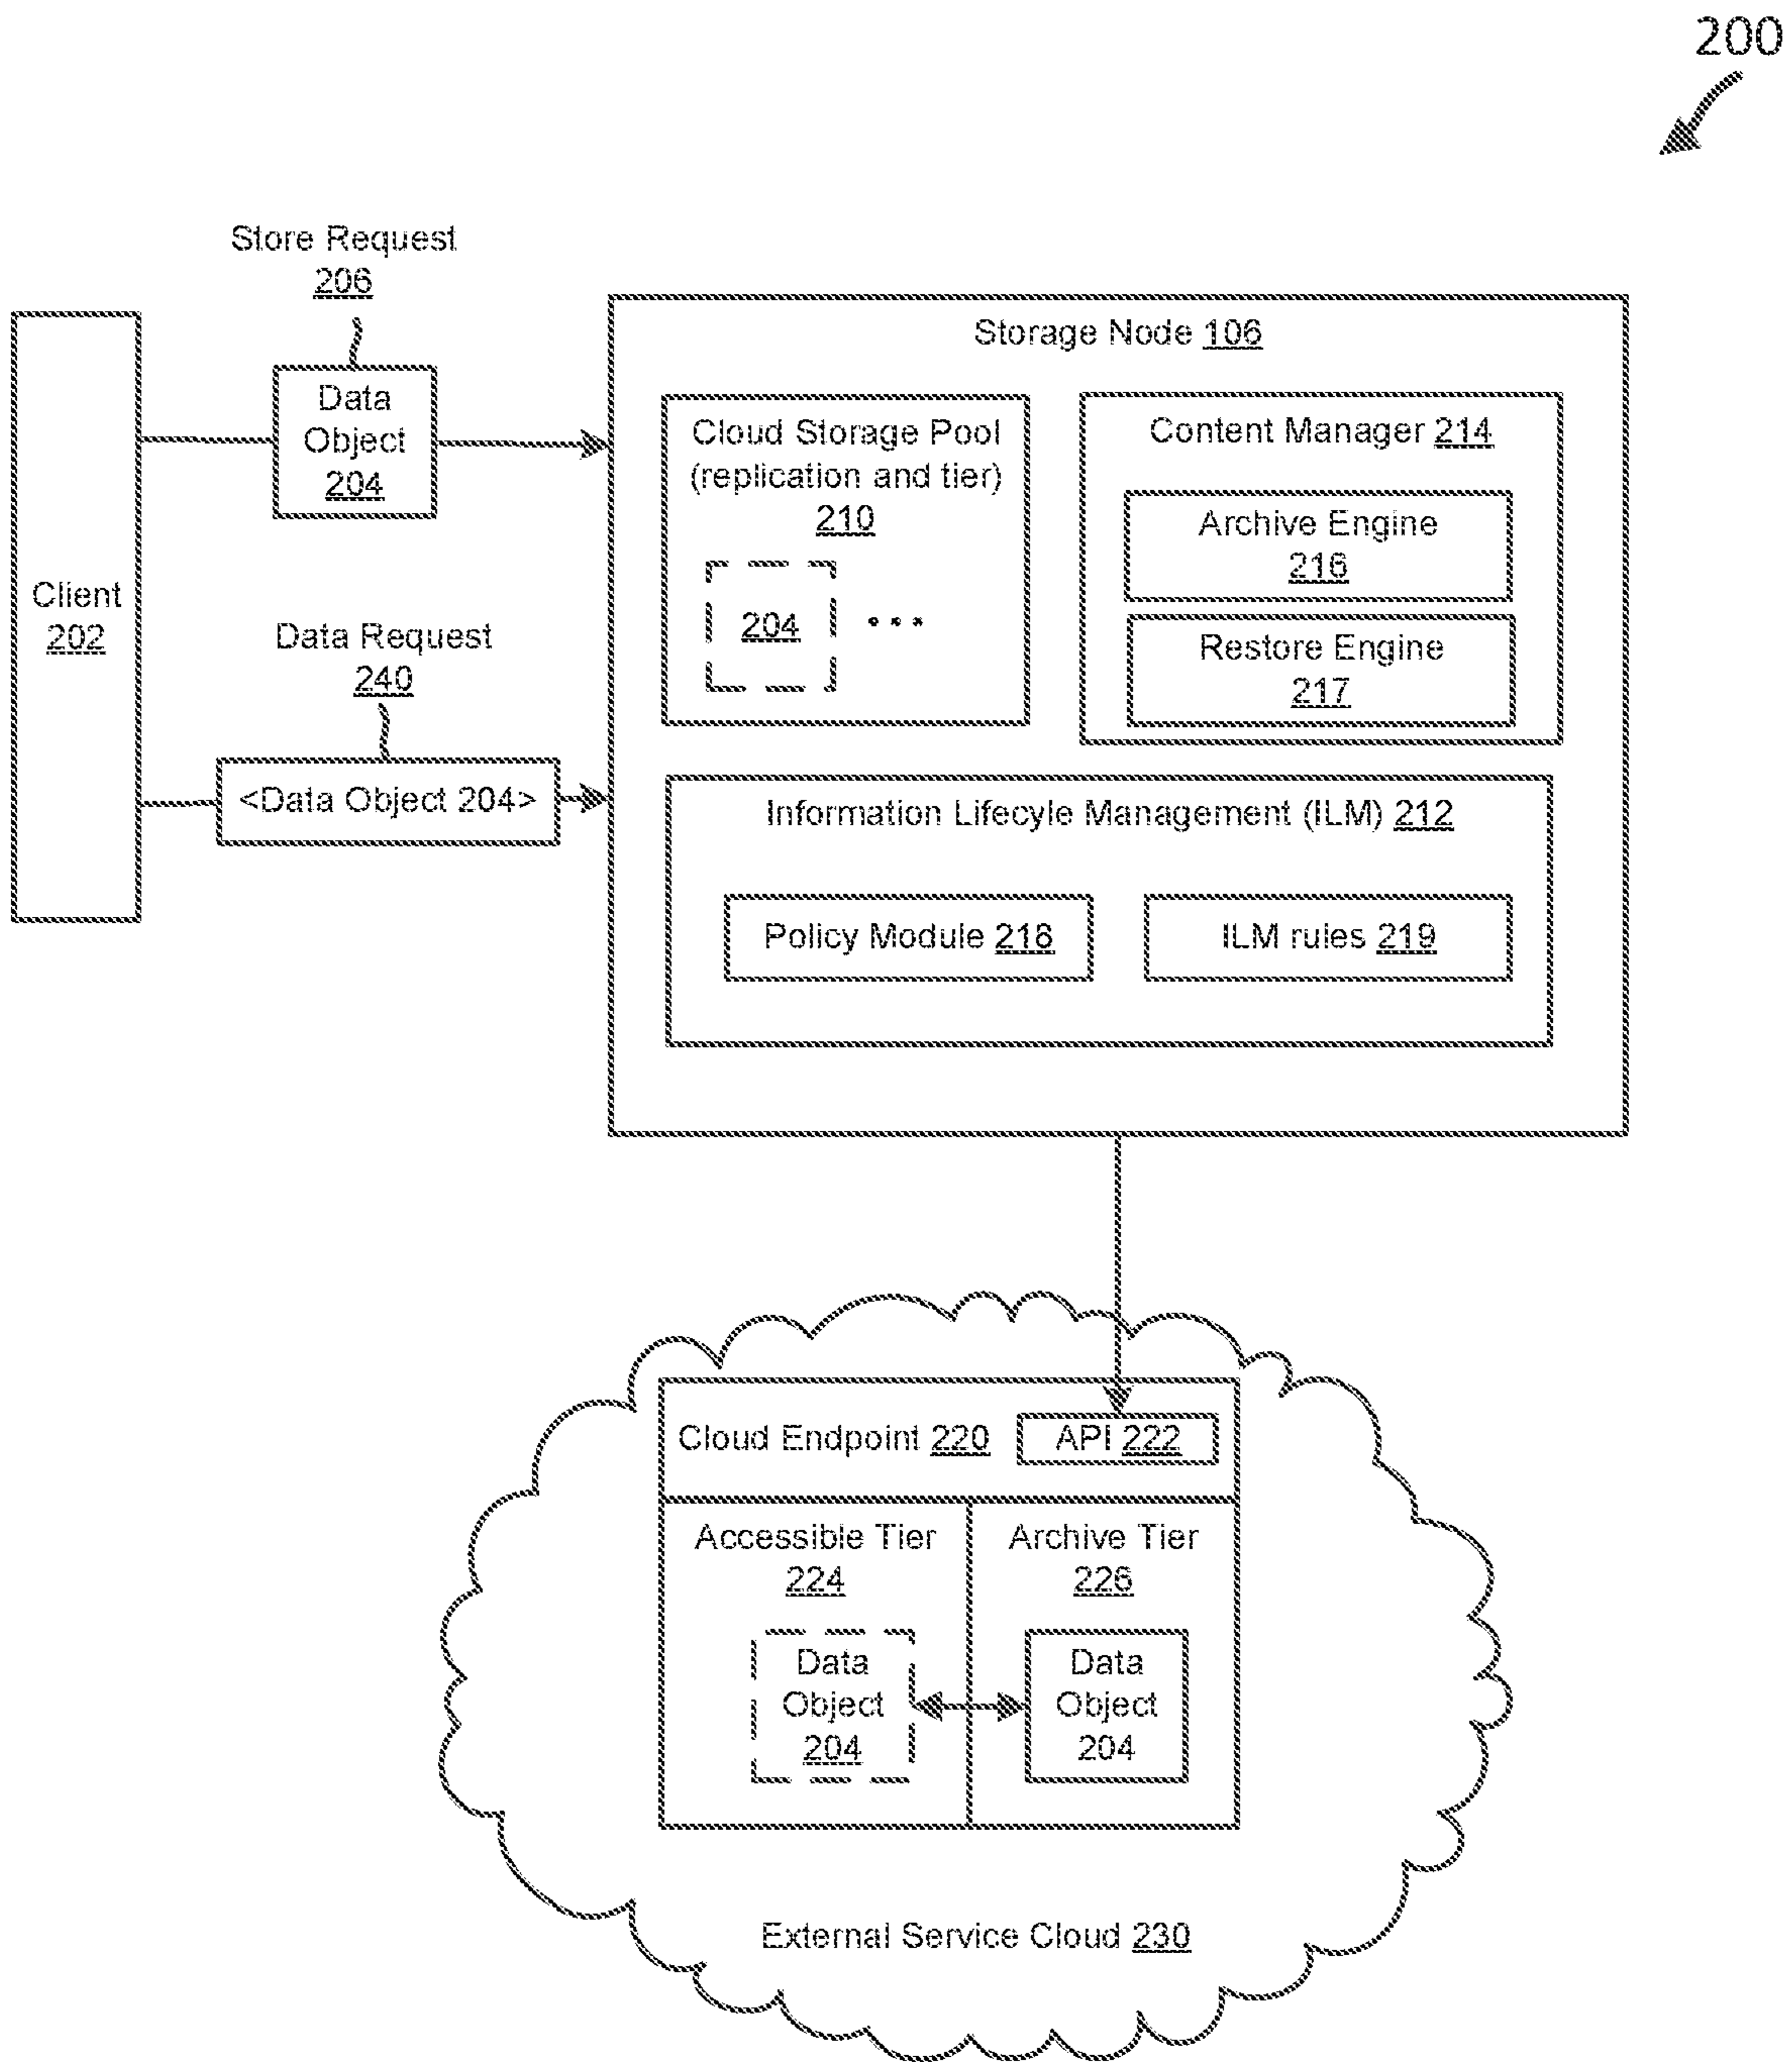 200
Store Request
206
Data
Object
204
Client
202
Data Request
240
<Data Object 204>
Storage Node 106
Cloud Storage Pool
(replication and tier)
210
204
Content Manager 214
Archive Engine
216
Restore Engine
217
Information Lifecyle Management (ILM) 212
Policy Module 218
ILM rules 219
Cloud Endpoint 220
API 222
Accessible Tier
224
Data
Object
204
Archive Tier
226
Data
Object
204
External Service Cloud 230